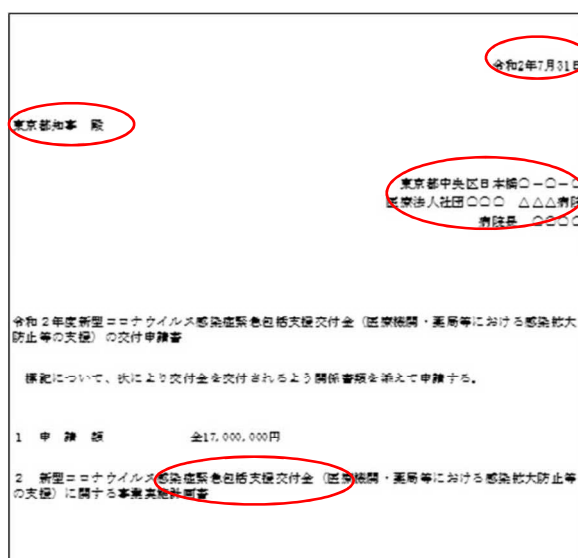 令和2年7月31日
東京都知事 殿
東京都中央区日本橋〇－〇－〇
医療法人社団〇〇〇 △△△病院
病院長 〇〇〇〇
令和２年度新型コロナウイルス感染症緊急包括支援交付金（医療機関・薬局等における感染拡大
防止等の支援）の交付申請書
標記について、次により交付金を交付されるよう関係書類を添えて申請する。
１ 申 請 額 金17,000,000円
２ 新型コロナウイルス感染症緊急包括支援交付金（医療機関・薬局等における感染拡大防止等
の支援）に関する事業実施計画書